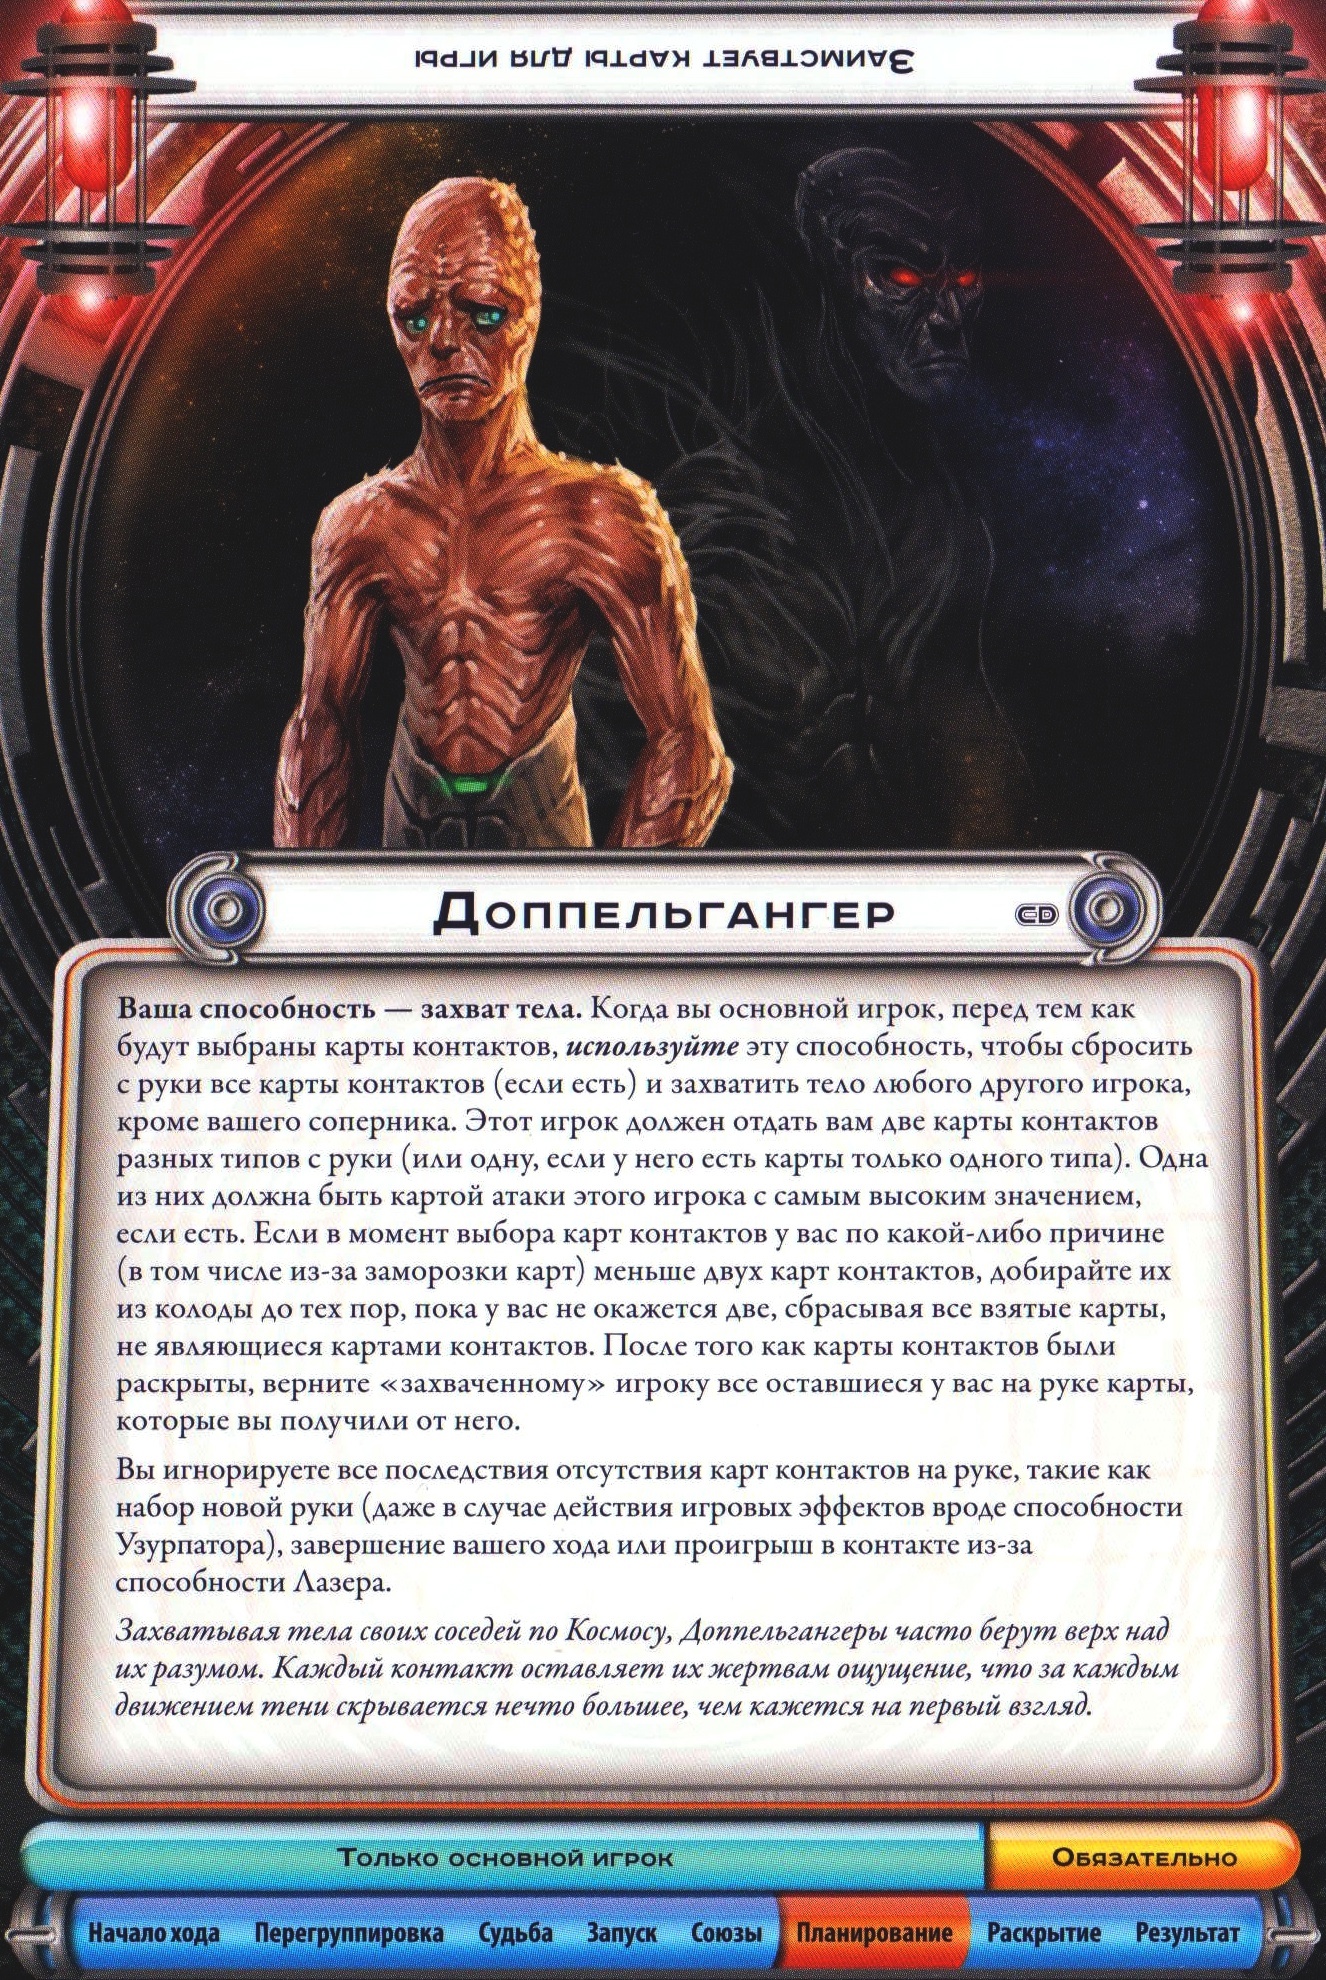 Заимствует карты для игры
Доппельгангер
CD
Ваша способность — захват тела. Когда вы основной игрок, перед тем как
будут выбраны карты контактов, используйте эту способность, чтобы сбросить
с руки все карты контактов (если есть) и захватить тело любого другого игрока,
кроме вашего соперника. Этот игрок должен отдать вам две карты контактов
разных типов с руки (или одну, если у него есть карты только одного типа). Одна
из них должна быть картой атаки этого игрока с самым высоким значением,
если есть. Если в момент выбора карт контактов у вас по какой-либо причине
(в том числе из-за заморозки карт) меньше двух карт контактов, добирайте их
из колоды до тех пор, пока у вас не окажется две, сбрасывая все взятые карты,
не являющиеся картами контактов. После того как карты контактов были
раскрыты, верните «захваченному» игроку все оставшиеся у вас на руке карты,
которые вы получили от него.
Вы игнорируете все последствия отсутствия карт контактов на руке, такие как
набор новой руки (даже в случае действия игровых эффектов вроде способности
Узурпатора), завершение вашего хода или проигрыш в контакте из-за
способности Лазера.
Захватывая тела своих соседей по Космосу, Доппельгангеры часто берут верх над
их разумом. Каждый контакт оставляет их жертвам ощущение, что за каждым
движением тени скрывается нечто большее, чем кажется на первый взгляд.
Только основной игрок Обязательно
Начало хода Перегруппировка Судьба Запуск Союзы Планирование Раскрытие Результат